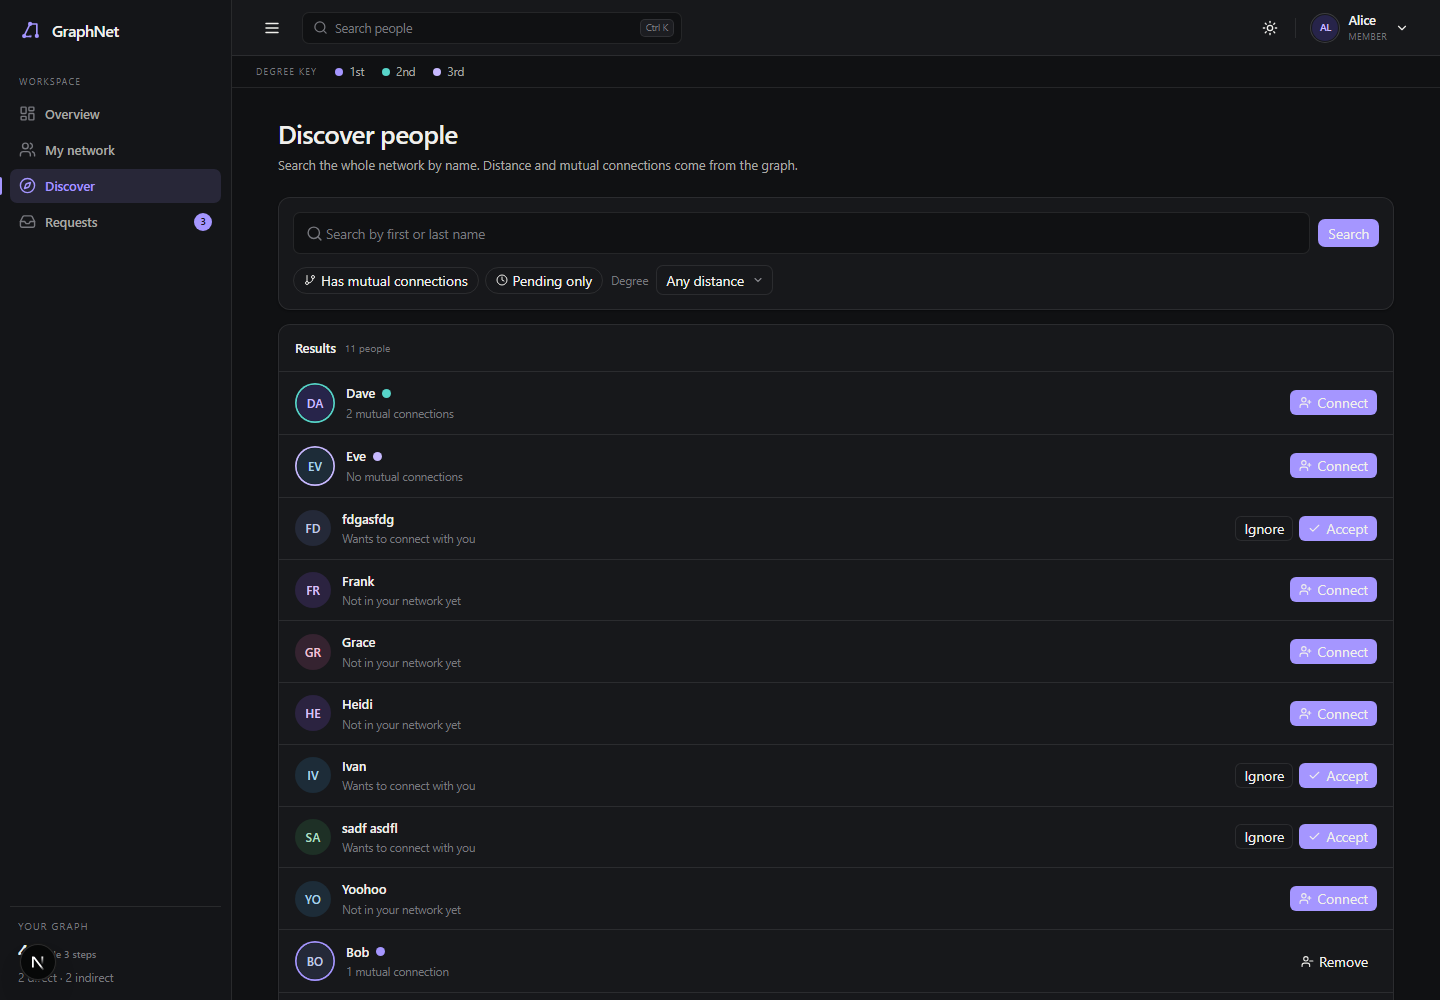 GraphNet
Search people
Ctrl K
AL
Alice
MEMBER
WORKSPACE
Overview
My network
Discover
Requests
3
DEGREE KEY
1st
2nd
3rd
Discover people
Search the whole network by name. Distance and mutual connections come from the graph.
Search by first or last name
Search
Has mutual connections
Pending only
Degree
Any distance
Results 11 people
DA
Dave
2 mutual connections
Connect
EV
Eve
No mutual connections
Connect
FD
fdgasfdg
Wants to connect with you
Ignore
Accept
FR
Frank
Not in your network yet
Connect
GR
Grace
Not in your network yet
Connect
HE
Heidi
Not in your network yet
Connect
IV
Ivan
Wants to connect with you
Ignore
Accept
SA
sadf asdfl
Wants to connect with you
Ignore
Accept
YO
Yoohoo
Not in your network yet
Connect
BO
Bob
1 mutual connection
Remove
YOUR GRAPH
3 steps
N
2 direct · 2 indirect